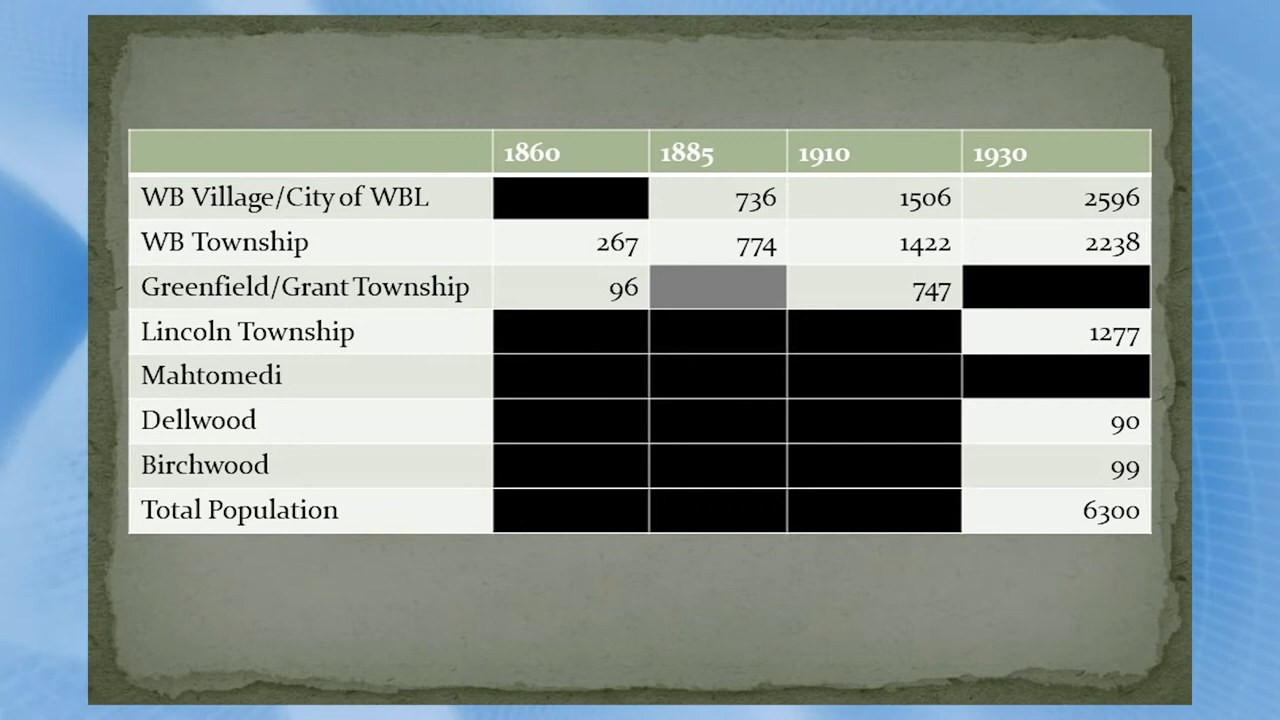 1860 1885 1910 1930
WB Village/City of WBL 736 1506 2596
WB Township 267 774 1422 2238
Greenfield/Grant Township 96 747
Lincoln Township 1277
Mahtomedi
Dellwood 90
Birchwood 99
Total Population 6300